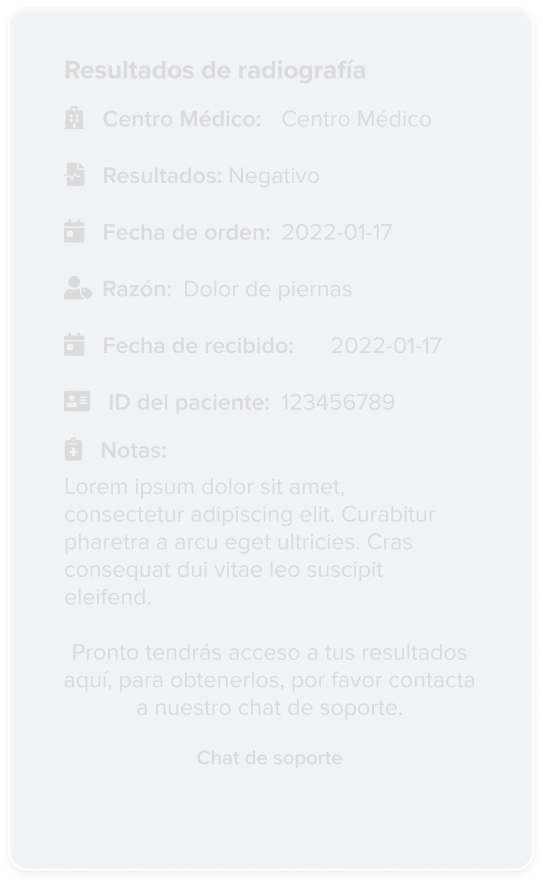 Resultados de radiografía
Centro Médico: Centro Médico
Resultados: Negativo
Fecha de orden: 2022-01-17
Razón: Dolor de piernas
Fecha de recibido: 2022-01-17
ID del paciente: 123456789
Notas:
Lorem ipsum dolor sit amet,
consectetur adipiscing elit. Curabitur
pharetra a arcu eget ultricies. Cras
consequat dui vitae leo suscipit
eleifend.
Pronto tendrás acceso a tus resultados
aquí, para obtenerlos, por favor contacta
a nuestro chat de soporte.
Chat de soporte